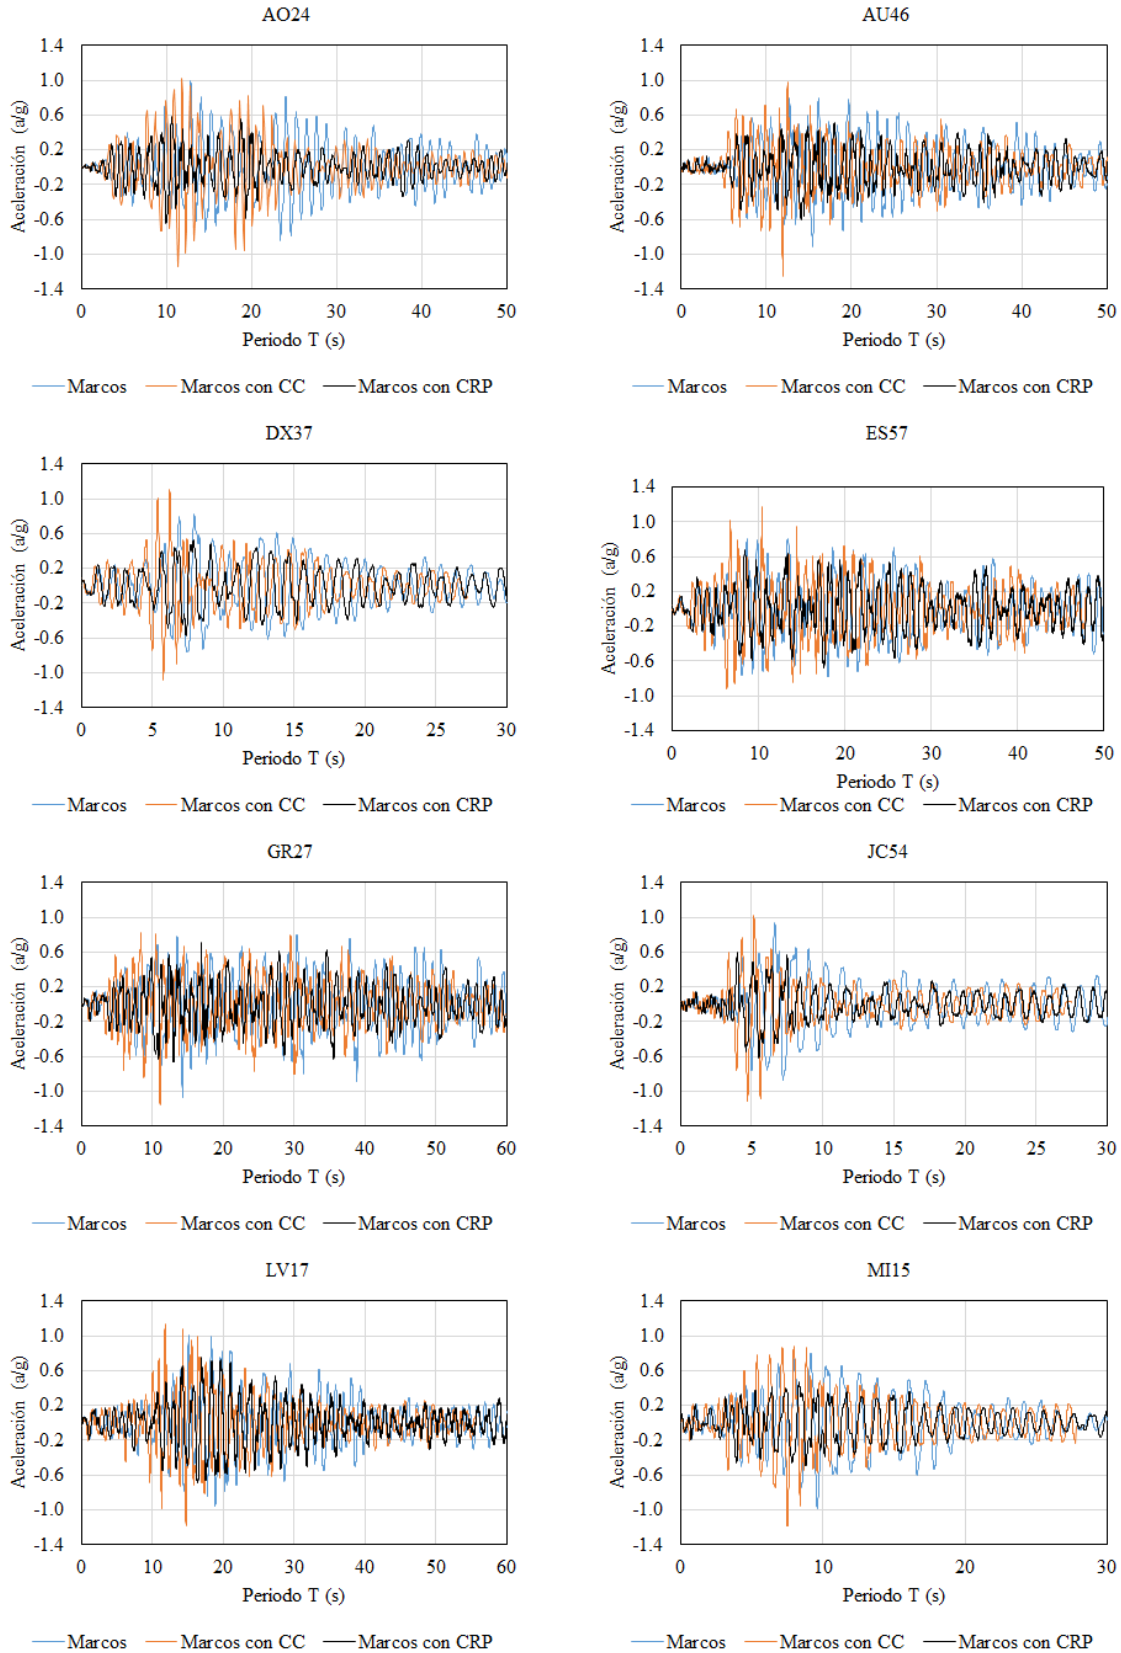 AO24
Aceleración (a/g)
1.4
1.0
0.6
0.2
-0.2
-0.6
-1.0
-1.4
0 10 20 30 40 50
Periodo T (s)
Marcos Marcos con CC Marcos con CRP
AU46
Aceleración (a/g)
1.4
1.0
0.6
0.2
-0.2
-0.6
-1.0
-1.4
0 10 20 30 40 50
Periodo T (s)
Marcos Marcos con CC Marcos con CRP
DX37
Aceleración (a/g)
1.4
1.0
0.6
0.2
-0.2
-0.6
-1.0
-1.4
0 5 10 15 20 25 30
Periodo T (s)
Marcos Marcos con CC Marcos con CRP
ES57
Aceleración (a/g)
1.4
1.0
0.6
0.2
-0.2
-0.6
-1.0
-1.4
0 10 20 30 40 50
Periodo T (s)
Marcos Marcos con CC Marcos con CRP
GR27
Aceleración (a/g)
1.4
1.0
0.6
0.2
-0.2
-0.6
-1.0
-1.4
0 10 20 30 40 50 60
Periodo T (s)
Marcos Marcos con CC Marcos con CRP
JC54
Aceleración (a/g)
1.4
1.0
0.6
0.2
-0.2
-0.6
-1.0
-1.4
0 5 10 15 20 25 30
Periodo T (s)
Marcos Marcos con CC Marcos con CRP
LV17
Aceleración (a/g)
1.4
1.0
0.6
0.2
-0.2
-0.6
-1.0
-1.4
0 10 20 30 40 50 60
Periodo T (s)
Marcos Marcos con CC Marcos con CRP
MI15
Aceleración (a/g)
1.4
1.0
0.6
0.2
-0.2
-0.6
-1.0
-1.4
0 10 20 30
Periodo T (s)
Marcos Marcos con CC Marcos con CRP